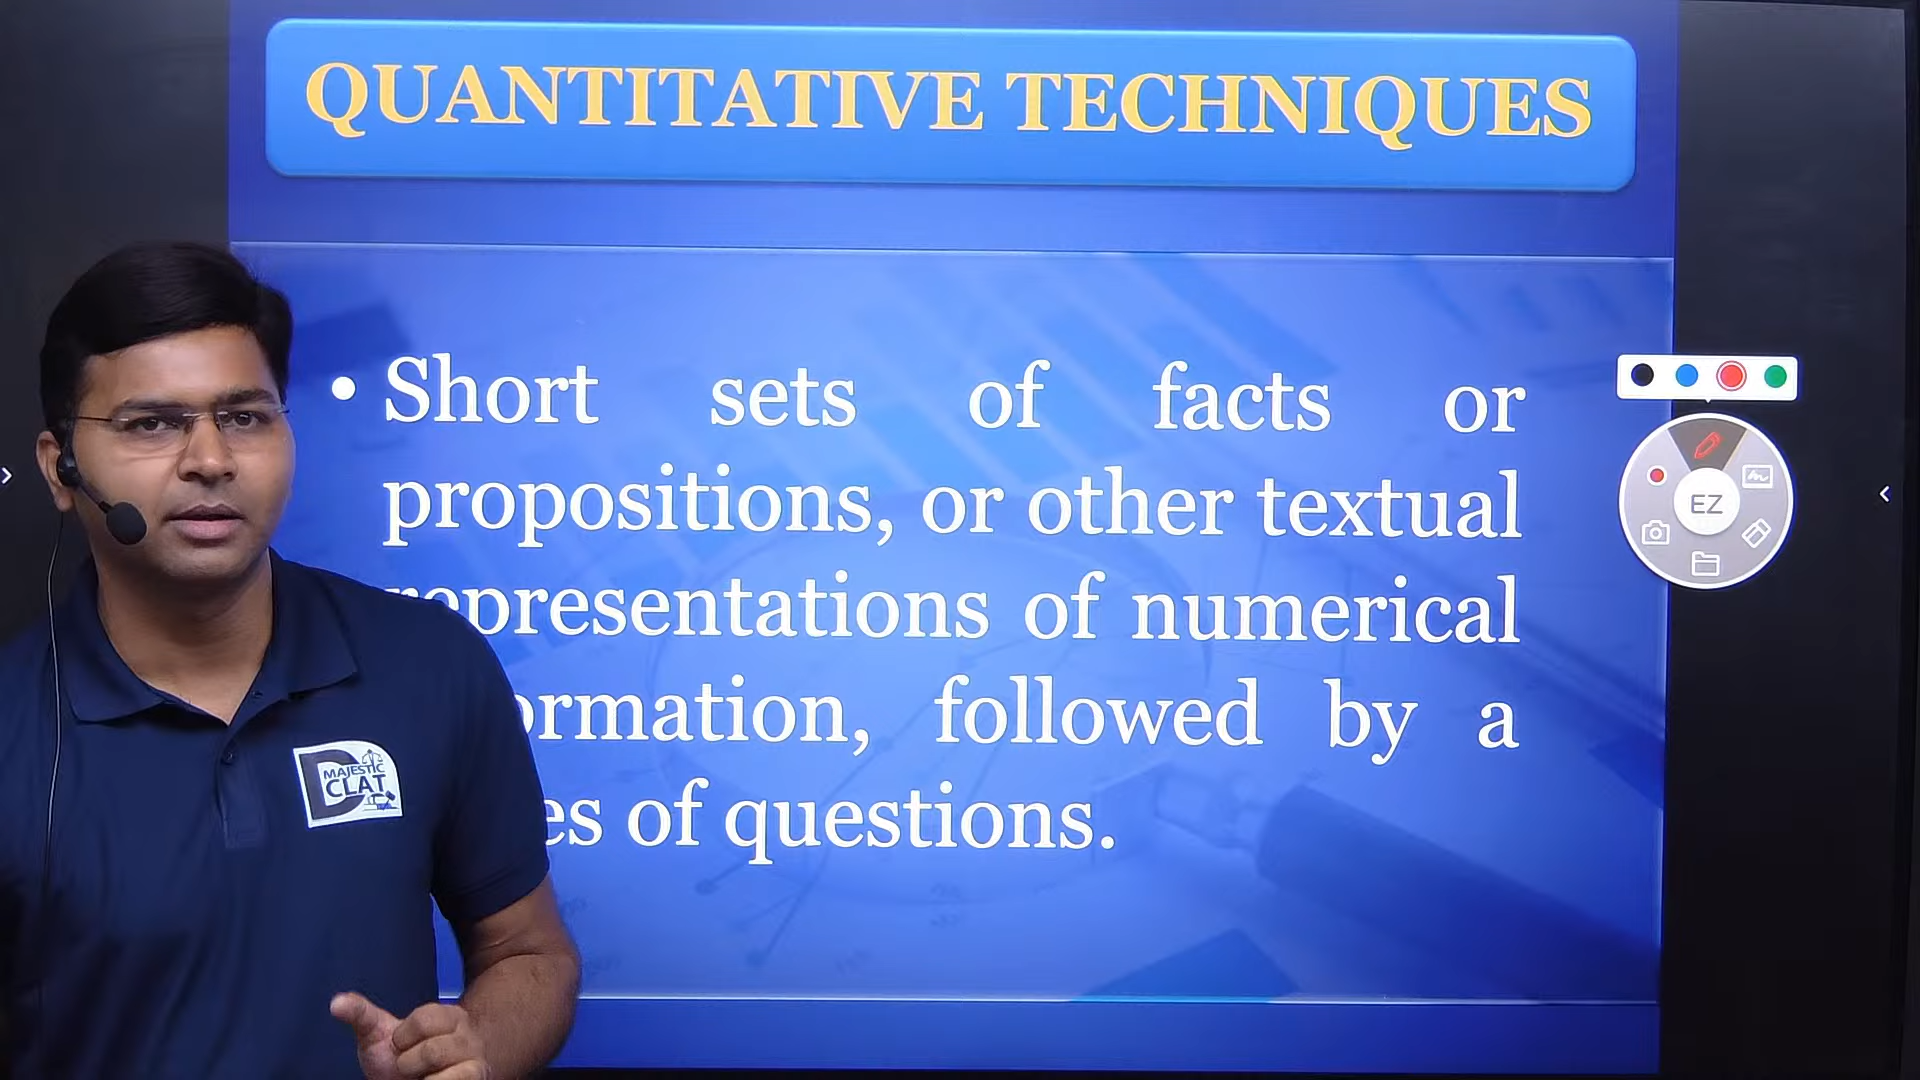 QUANTITATIVE TECHNIQUES
• Short sets of facts or
propositions, or other textual
representations of numerical
ormation, followed by a
es of questions.
EZ
MAJESTIC
CLAT